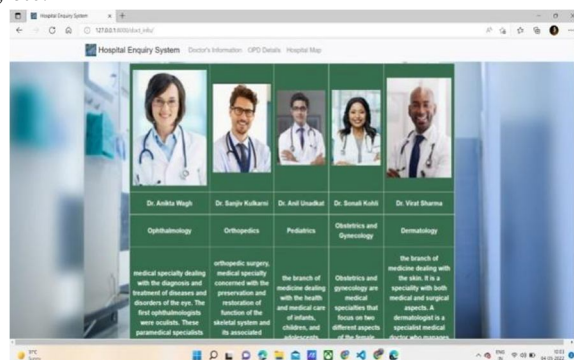 Hospital Enquiry System
127.0.0.1:8000/doct_info/
Hospital Enquiry System Doctor's Information OPD Details Hospital Map
Dr. Anikta Wagh
Dr. Sanjiv Kulkarni
Dr. Anil Unadkat
Dr. Sonali Kohli
Dr. Virat Sharma
Ophthalmology
Orthopedics
Pediatrics
Obstetrics and
Gynecology
Dermatology
medical specialty dealing
with the diagnosis and
treatment of diseases and
disorders of the eye. The
first ophthalmologists
were oculists. These
paramedical specialists
orthopedic surgery,
medical specialty
concerned with the
preservation and
restoration of
function of the
skeletal system and
its associated
the branch of
medicine dealing
with the health
and medical care
of infants,
children, and
adolescents
Obstetrics and
gynecology are
medical
specialties that
focus on two
different aspects
of the female
the branch of
medicine dealing with
the skin. It is a
speciality with both
medical and surgical
aspects. A
dermatologist is a
specialist medical
doctor who manages
Sunny
ENG
IN